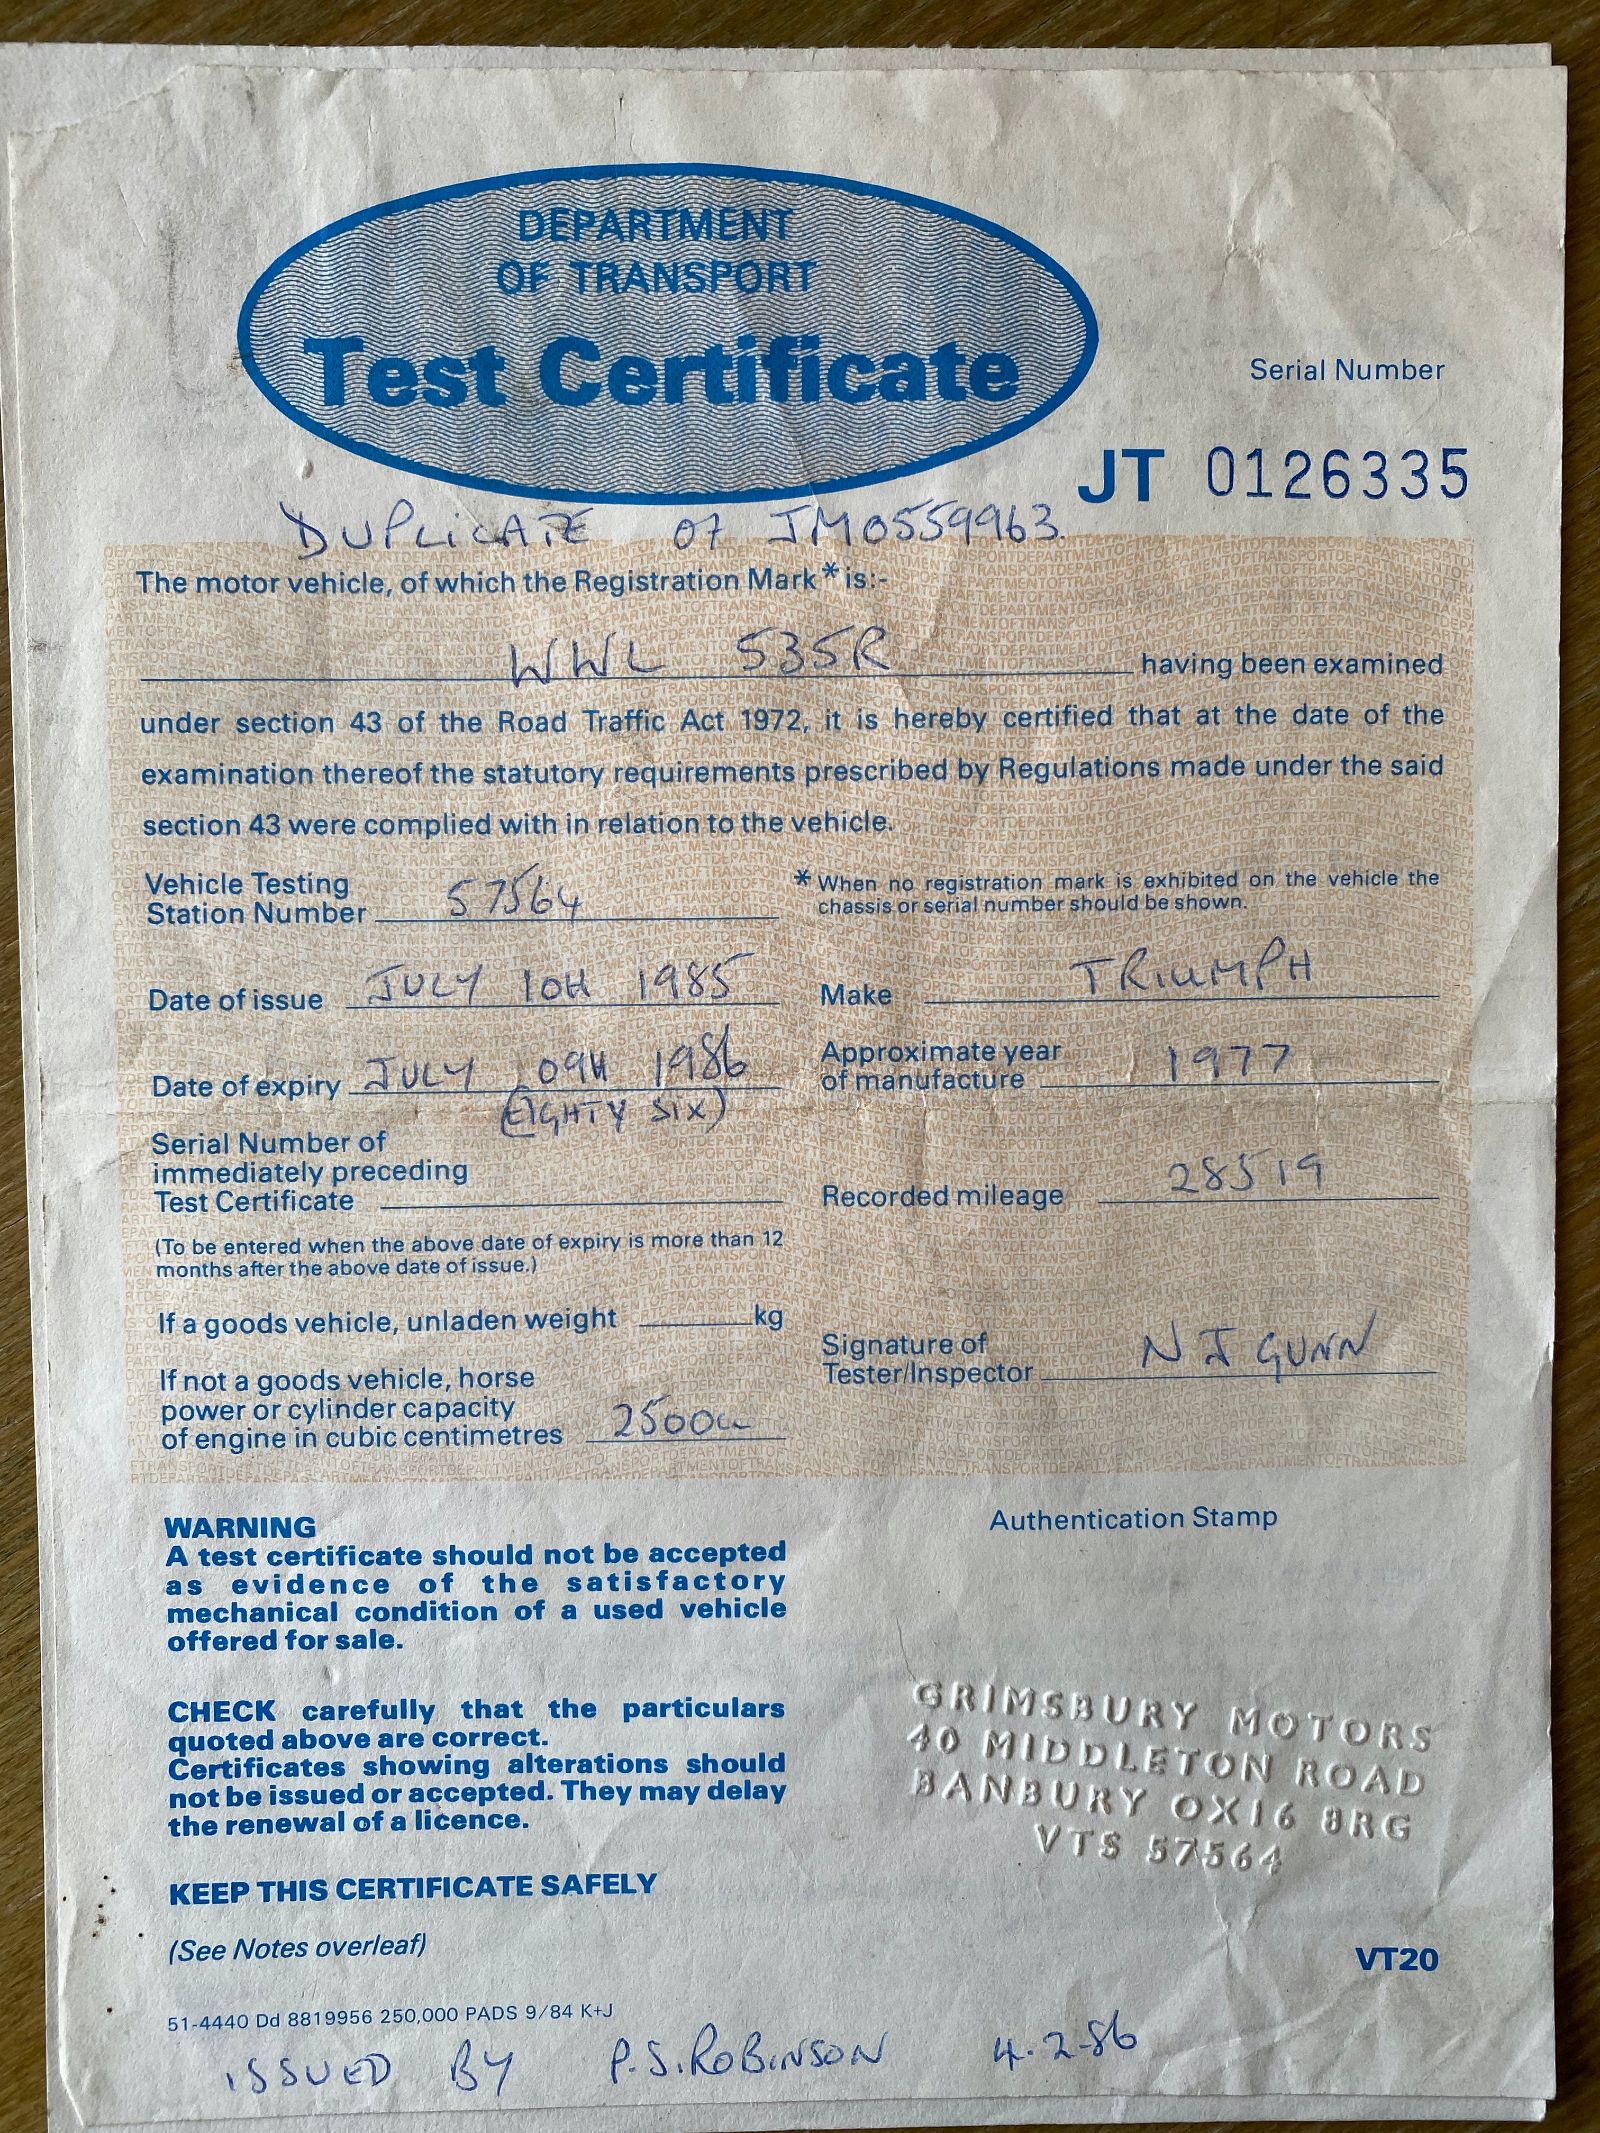 DEPARTMENT
OF TRANSPORT
Test Certificate
Serial Number
JT 0126335
DUPLICATE OF JM0559963.
The motor vehicle, of which the Registration Mark* is:-
WWL 535R having been examined
under section 43 of the Road Traffic Act 1972, it is hereby certified that at the date of the
examination thereof the statutory requirements prescribed by Regulations made under the said
section 43 were complied with in relation to the vehicle.
Vehicle Testing
Station Number 57564
* When no registration mark is exhibited on the vehicle the
chassis or serial number should be shown.
Date of issue JULY 10H 1985
Make TRIUMPH
Date of expiry JULY 09H 1986
(EIGHTY SIX)
Approximate year
of manufacture 1977
Serial Number of
immediately preceding
Test Certificate
Recorded mileage 28519
(To be entered when the above date of expiry is more than 12
months after the above date of issue.)
If a goods vehicle, unladen weight kg
Signature of
Tester/Inspector N J GUNN
If not a goods vehicle, horse
power or cylinder capacity
of engine in cubic centimetres 2500cc
WARNING
A test certificate should not be accepted
as evidence of the satisfactory
mechanical condition of a used vehicle
offered for sale.
Authentication Stamp
CHECK carefully that the particulars
quoted above are correct.
Certificates showing alterations should
not be issued or accepted. They may delay
the renewal of a licence.
GRIMSBURY MOTORS
40 MIDDLETON ROAD
BANBURY OX16 8RG
VTS 57564
KEEP THIS CERTIFICATE SAFELY
(See Notes overleaf)
VT20
51-4440 Dd 8819956 250,000 PADS 9/84 K+J
ISSUED BY P.S.ROBINSON 4.2.86